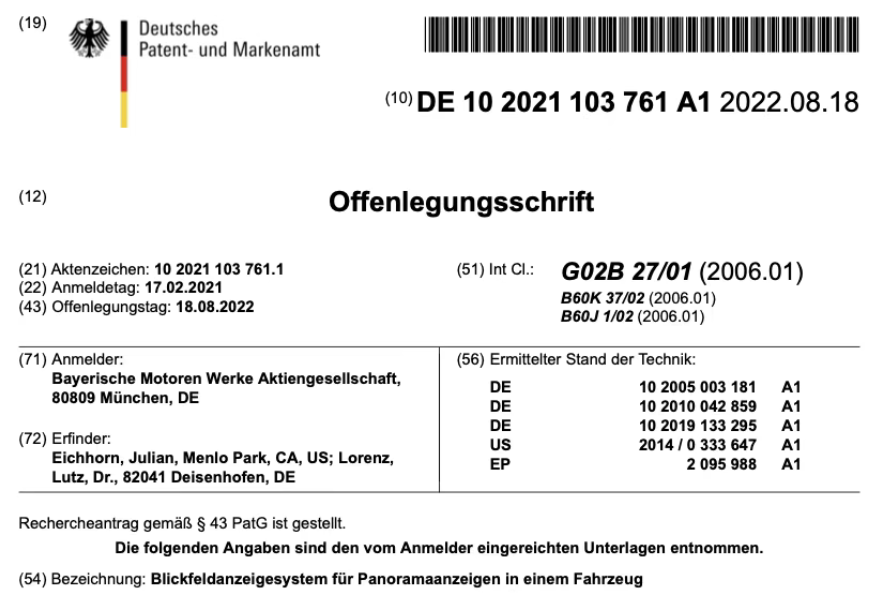 (19)
Deutsches
Patent- und Markenamt
(10) DE 10 2021 103 761 A1 2022.08.18
(12)
Offenlegungsschrift
(21) Aktenzeichen: 10 2021 103 761.1
(22) Anmeldetag: 17.02.2021
(43) Offenlegungstag: 18.08.2022
(51) Int Cl.: G02B 27/01 (2006.01)
B60K 37/02 (2006.01)
B60J 1/02 (2006.01)
(71) Anmelder:
Bayerische Motoren Werke Aktiengesellschaft,
80809 München, DE
(72) Erfinder:
Eichhorn, Julian, Menlo Park, CA, US; Lorenz,
Lutz, Dr., 82041 Deisenhofen, DE
(56) Ermittelter Stand der Technik:
DE 10 2005 003 181 A1
DE 10 2010 042 859 A1
DE 10 2019 133 295 A1
US 2014 / 0 333 647 A1
EP 2 095 988 A1
Rechercheantrag gemäß § 43 PatG ist gestellt.
Die folgenden Angaben sind den vom Anmelder eingereichten Unterlagen entnommen.
(54) Bezeichnung: Blickfeldanzeigesystem für Panoramaanzeigen in einem Fahrzeug